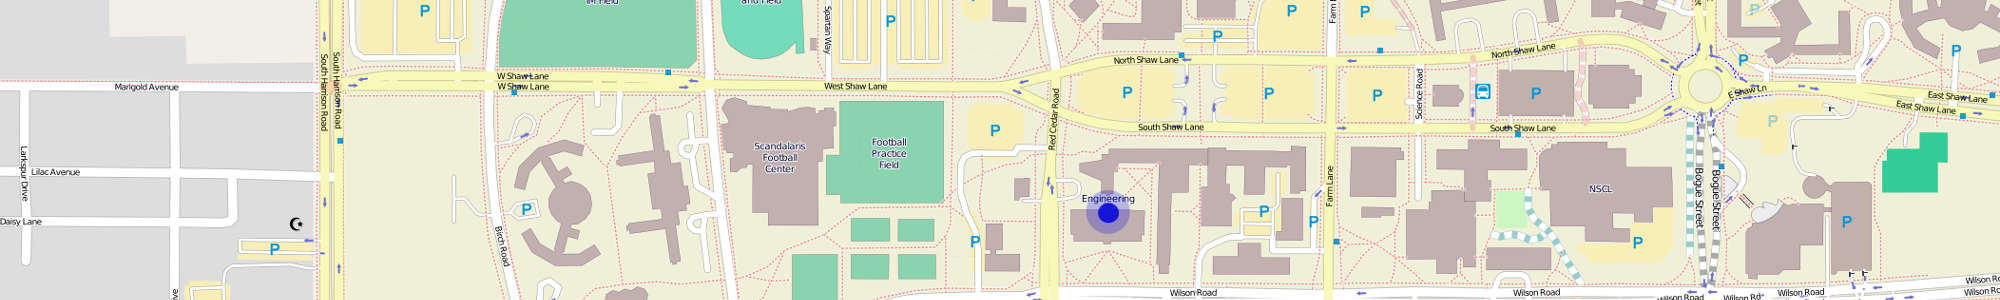 IM Field
and Field
Spartan Way
Farm Lane
P
P
P
P
P
P
P
P
North Shaw Lane
North Shaw Lane
South Harrison Road
South Harrison Road
W Shaw Lane
W Shaw Lane
West Shaw Lane
Marigold Avenue
P
P
P
P
P
Science Road
E Shaw Ln
East Shaw Lane
East Shaw Lane
Red Cedar Road
P
P
South Shaw Lane
South Shaw Lane
Scandalaris
Football
Center
Football
Practice
Field
Larkspur Drive
Lilac Avenue
Farm Lane
NSCL
Bogue Street
Bogue Street
Engineering
Daisy Lane
P
P
P
P
P
P
P
Birch Road
Wilson Road
Wilson Road
Wilson Road
Wilson Road
Wilson Rd
Wilson Road